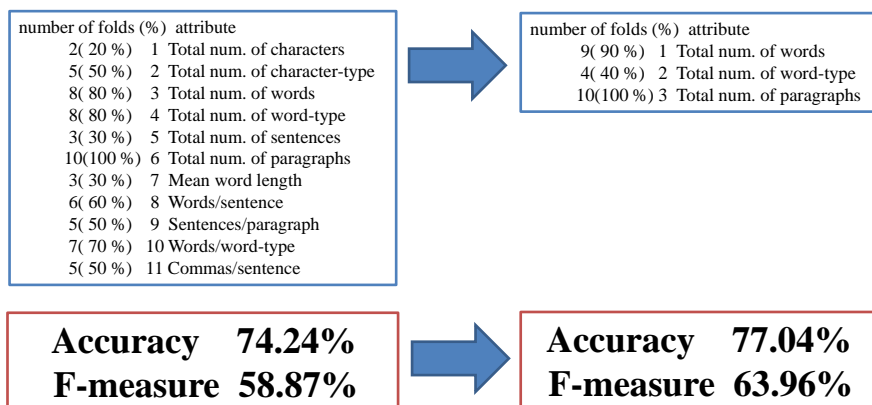 number of folds (%) attribute
2( 20 %) 1 Total num. of characters
5( 50 %) 2 Total num. of character-type
8( 80 %) 3 Total num. of words
8( 80 %) 4 Total num. of word-type
3( 30 %) 5 Total num. of sentences
10(100 %) 6 Total num. of paragraphs
3( 30 %) 7 Mean word length
6( 60 %) 8 Words/sentence
5( 50 %) 9 Sentences/paragraph
7( 70 %) 10 Words/word-type
5( 50 %) 11 Commas/sentence
number of folds (%) attribute
9( 90 %) 1 Total num. of words
4( 40 %) 2 Total num. of word-type
10(100 %) 3 Total num. of paragraphs
Accuracy 74.24%
F-measure 58.87%
Accuracy 77.04%
F-measure 63.96%